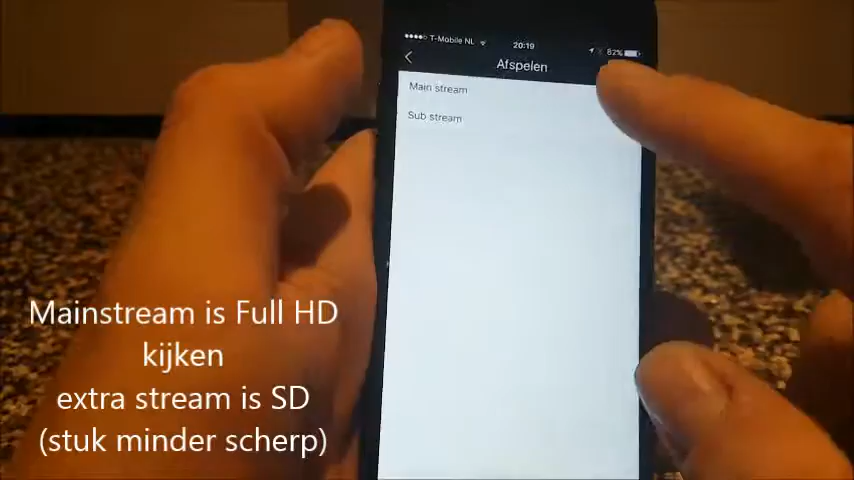 T-Mobile NL 20:19 82%
Afspelen
Main stream
Sub stream
Mainstream is Full HD
kijken
extra stream is SD
(stuk minder scherp)